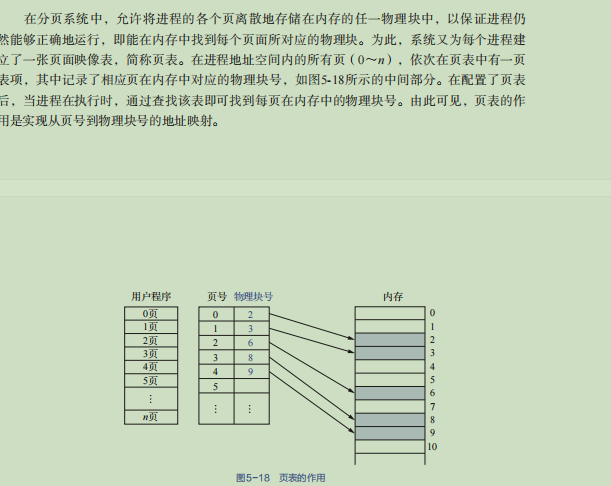 在分页系统中，允许将进程的各个页离散地存储在内存的任一物理块中，以保证进程仍
然能够正确地运行，即能在内存中找到每个页面所对应的物理块。为此，系统又为每个进程建
立了一张页面映像表，简称页表。在进程地址空间内的所有页（0～n），依次在页表中有一页
表项，其中记录了相应页在内存中对应的物理块号，如图5-18所示的中间部分。在配置了页表
后，当进程在执行时，通过查找该表即可找到每页在内存中的物理块号。由此可见，页表的作
用是实现从页号到物理块号的地址映射。
用户程序
0页
1页
2页
3页
4页
5页
⋮
n页
页号 物理块号
0 2
1 3
2 6
3 8
4 9
5
⋮ ⋮
内存
0
1
2
3
4
5
6
7
8
9
10
图5-18 页表的作用